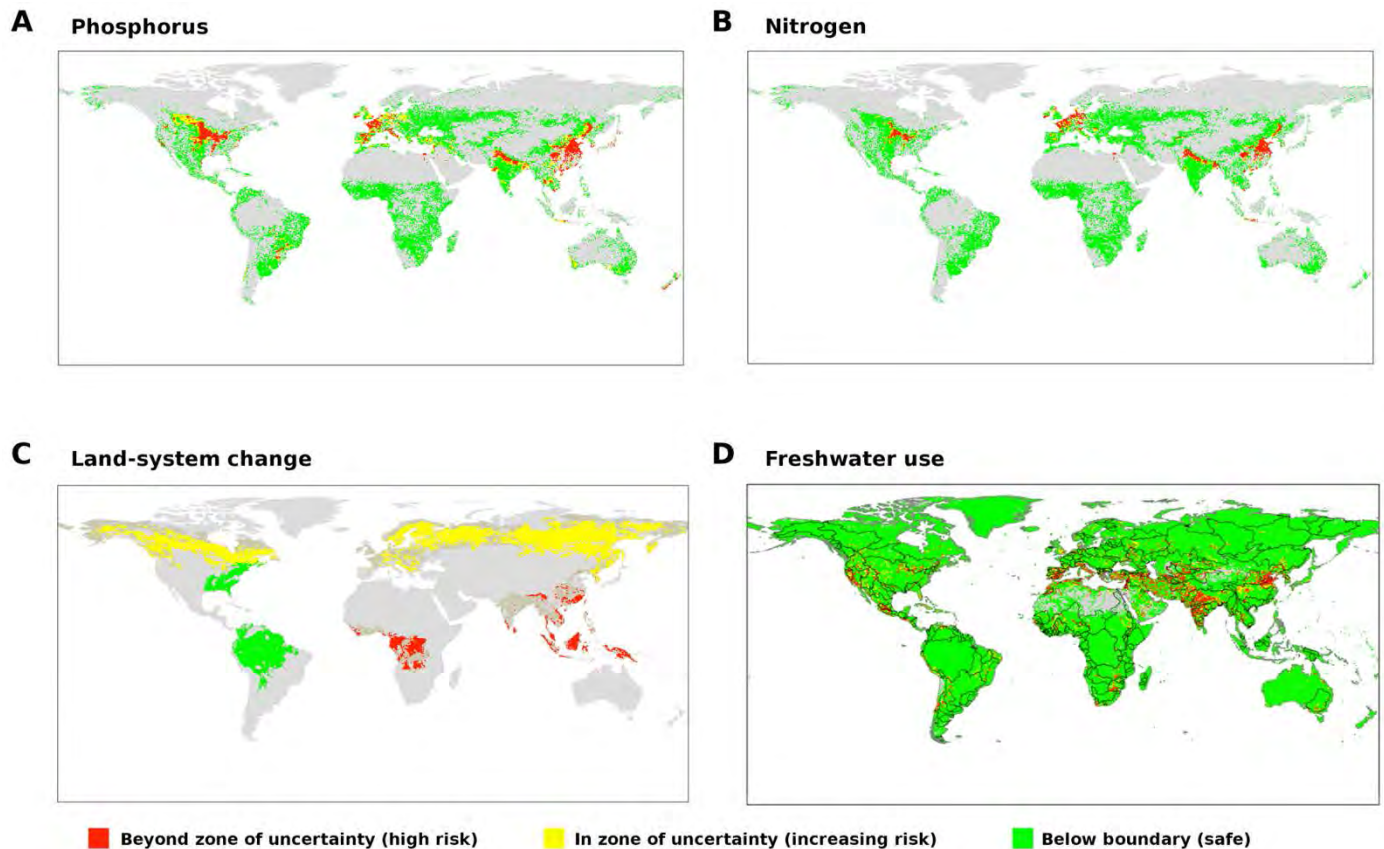 A Phosphorus
B Nitrogen
C Land-system change
D Freshwater use
Beyond zone of uncertainty (high risk)
In zone of uncertainty (increasing risk)
Below boundary (safe)